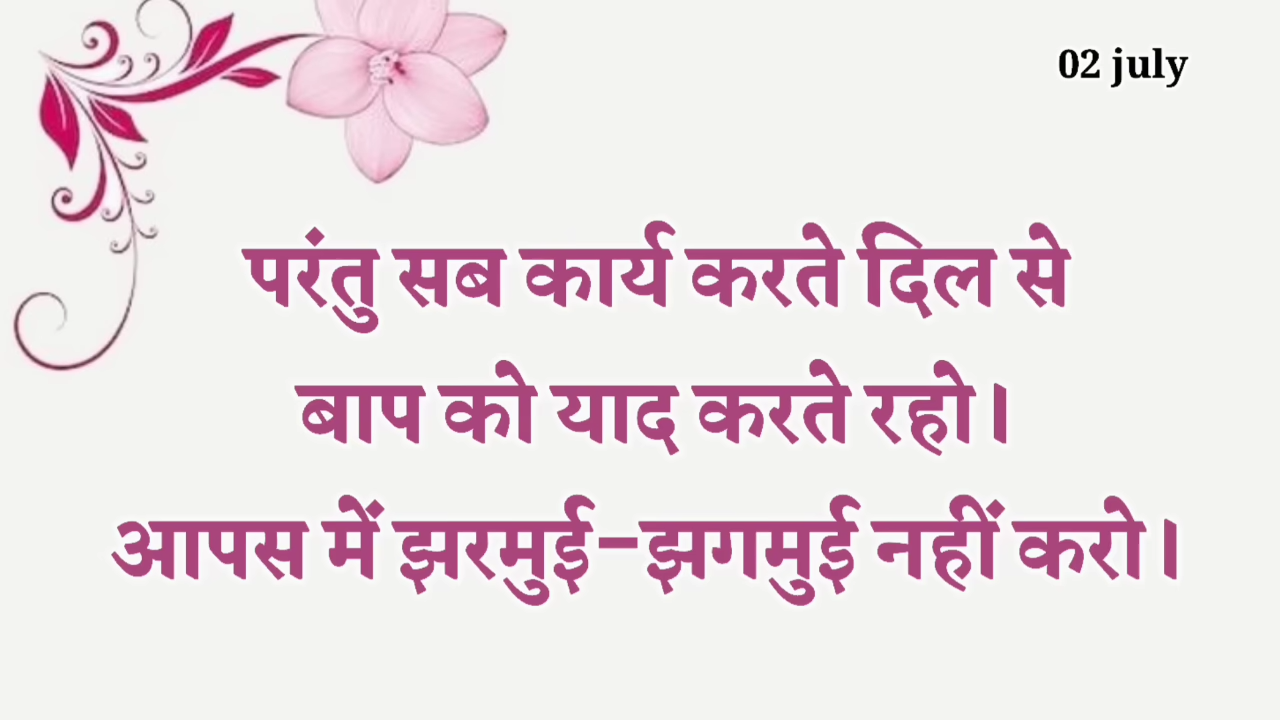 02 july
परंतु सब कार्य करते दिल से
बाप को याद करते रहो।
आपस में झरमुई-झगमुई नहीं करो।